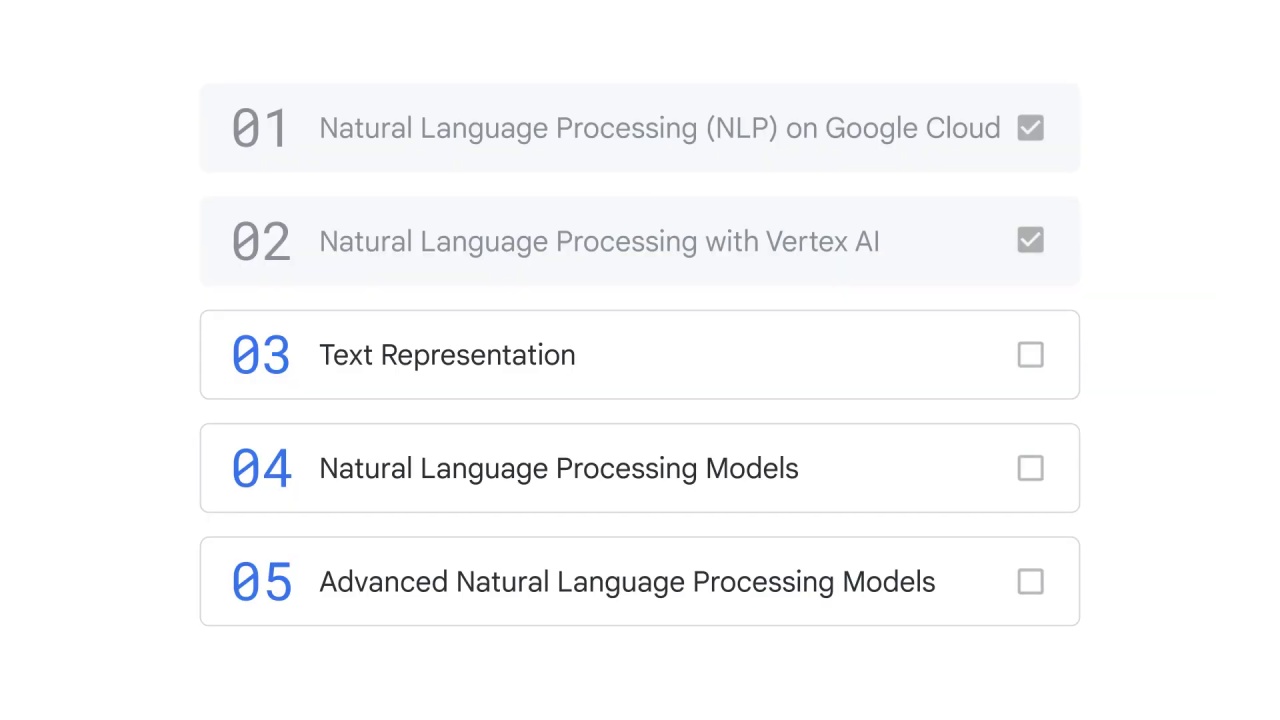 01 Natural Language Processing (NLP) on Google Cloud
02 Natural Language Processing with Vertex AI
03 Text Representation
04 Natural Language Processing Models
05 Advanced Natural Language Processing Models